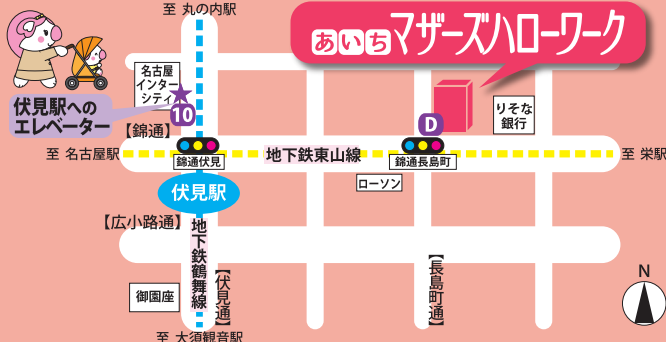 至 丸の内駅
あいちマザーズハローワーク
名古屋
インター
シティ
10
伏見駅への
エレベーター
D
りそな
銀行
【錦通】
至 名古屋駅
錦通伏見
地下鉄東山線
錦通長島町
至 栄駅
ローソン
伏見駅
【広小路通】
地下鉄鶴舞線
御園座
【伏見通】
【長島町通】
N
至 大須観音駅